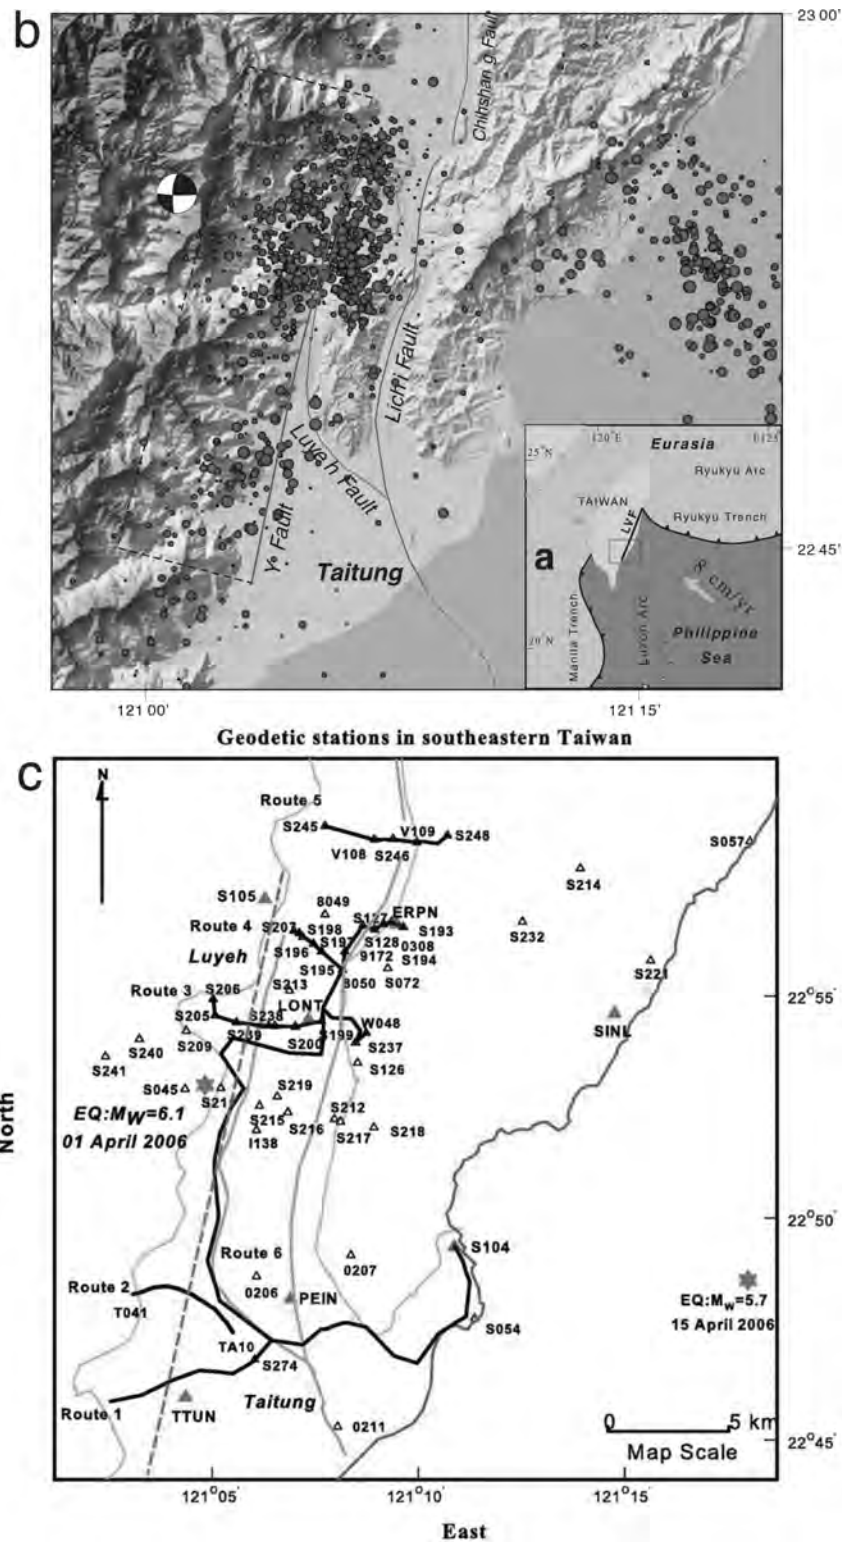 b
23 00'
Chihshan g Fault
Lich'i Fault
Luye'h Fault
Y' Fault
Taitung
120°E
E125
Eurasia
25°N
Ryukyu Arc
TAIWAN
Ryukyu Trench
LVF
22 45'
a
8 cm/yr
Manila Trench
Luzon Arc
20°N
Philippine
Sea
121 00'
121 15'
Geodetic stations in southeastern Taiwan
c
N
Route 5
S245
V109
S248
S057
V108
S246
S214
S105
8049
S127
ERPN
S193
Route 4
S207
S198
S197
S128
0308
S232
S196
9172
S194
Luyeh
S195
S213
8050
S072
S221
Route 3
S206
LONT
22°55'
S205
S238
W048
SINL
S239
S200
S199
S237
S209
S240
S241
S126
S045
S21
S219
EQ:Mw=6.1
S215
S212
01 April 2006
S216
S217
S218
I138
North
22°50'
Route 6
S104
0207
Route 2
0206
PEIN
EQ:Mw=5.7
T041
S054
15 April 2006
TA10
S274
Route 1
TTUN
Taitung
0211
0
5 km
Map Scale
22°45'
121°05'
121°10'
121°15'
East